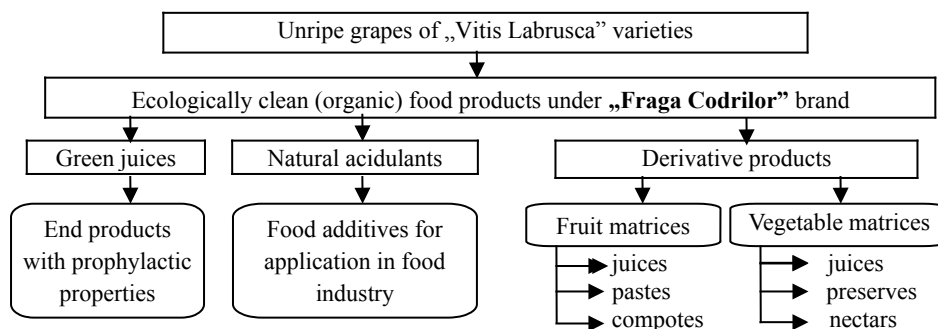 Unripe grapes of „Vitis Labrusca” varieties
Ecologically clean (organic) food products under „Fraga Codrilor” brand
Green juices
Natural acidulants
Derivative products
End products
with prophylactic
properties
Food additives for
application in food
industry
Fruit matrices
juices
pastes
compotes
Vegetable matrices
juices
preserves
nectars